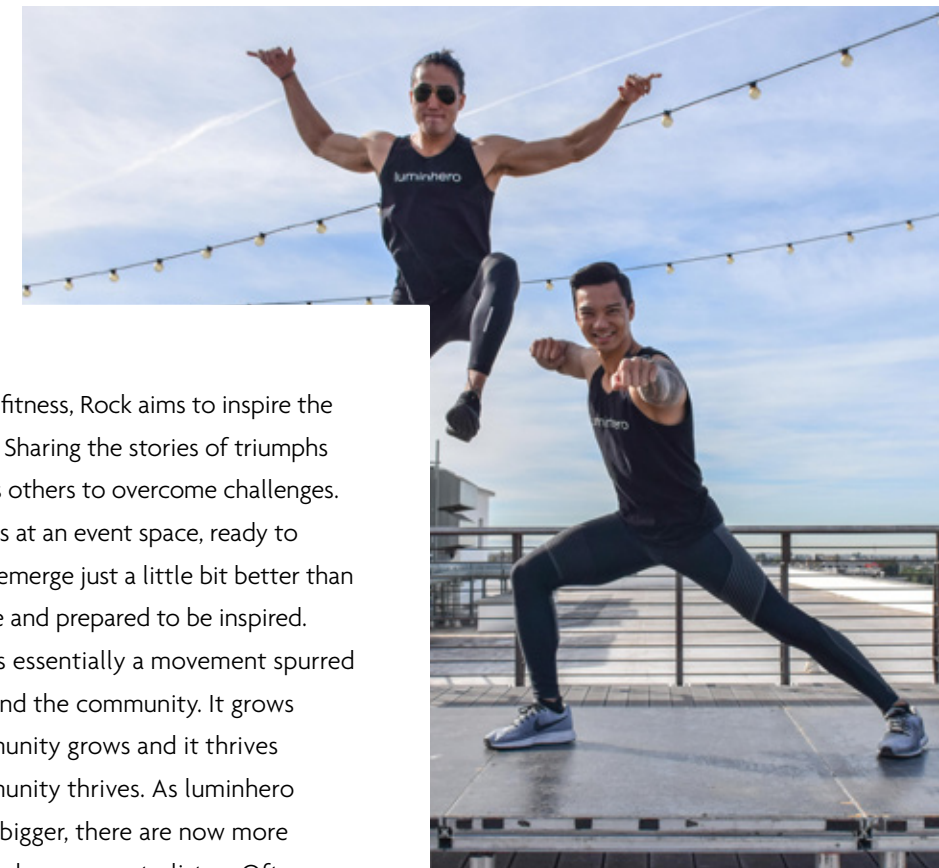 luminhero
fitness, Rock aims to inspire the
Sharing the stories of triumphs
s others to overcome challenges.
s at an event space, ready to
emerge just a little bit better than
e and prepared to be inspired.
s essentially a movement spurred
nd the community. It grows
munity grows and it thrives
munity thrives. As luminhero
bigger, there are now more